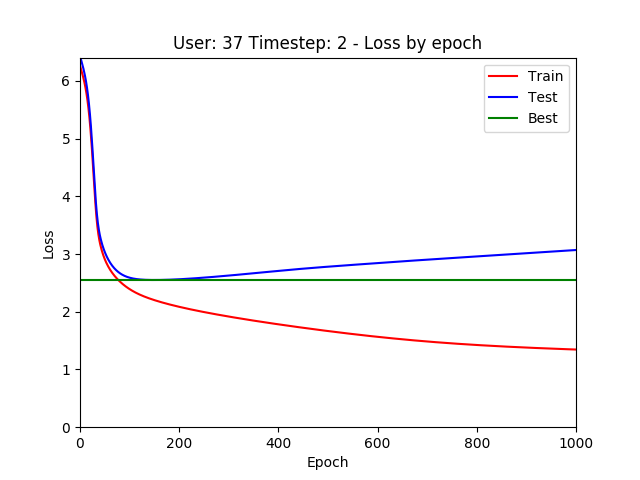 User: 37 Timestep: 2 - Loss by epoch
Train
Test
Best
6
5
4
3
2
1
0
Loss
0 200 400 600 800 1000
Epoch